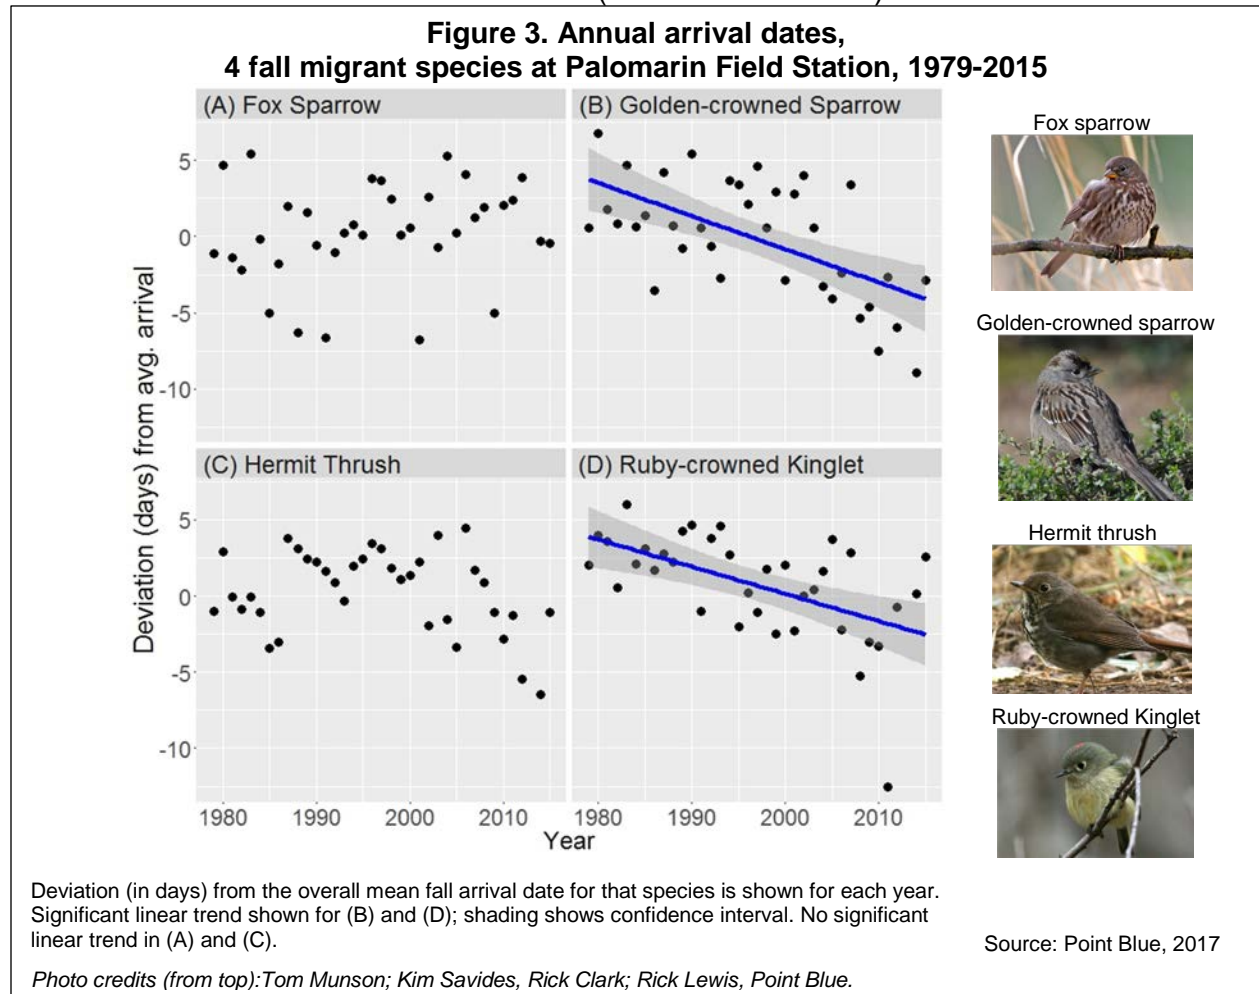 Figure 3. Annual arrival dates,
4 fall migrant species at Palomarin Field Station, 1979-2015
(A) Fox Sparrow
(B) Golden-crowned Sparrow
5
0
-5
-10
(C) Hermit Thrush
(D) Ruby-crowned Kinglet
5
0
-5
-10
Deviation (days) from avg. arrival
1980 1990 2000 2010
1980 1990 2000 2010
Year
Fox sparrow
Golden-crowned sparrow
Hermit thrush
Ruby-crowned Kinglet
Deviation (in days) from the overall mean fall arrival date for that species is shown for each year.
Significant linear trend shown for (B) and (D); shading shows confidence interval. No significant
linear trend in (A) and (C).
Source: Point Blue, 2017
Photo credits (from top):Tom Munson; Kim Savides, Rick Clark; Rick Lewis, Point Blue.